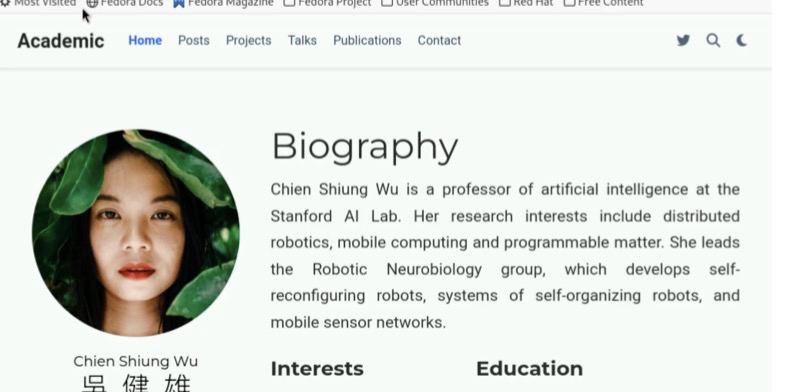 Most Visited Fedora Docs Fedora Magazine Fedora Project User Communities Red Hat Free Content
Academic Home Posts Projects Talks Publications Contact
Biography
Chien Shiung Wu is a professor of artificial intelligence at the
Stanford AI Lab. Her research interests include distributed
robotics, mobile computing and programmable matter. She leads
the Robotic Neurobiology group, which develops self-
reconfiguring robots, systems of self-organizing robots, and
mobile sensor networks.
Chien Shiung Wu
吳健雄
Interests Education